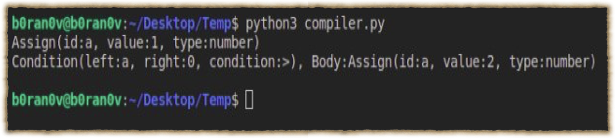 b0ran0v@b0ran0v:~/Desktop/Temp$ python3 compiler.py
Assign(id:a, value:1, type:number)
Condition(left:a, right:0, condition:>), Body:Assign(id:a, value:2, type:number)
b0ran0v@b0ran0v:~/Desktop/Temp$